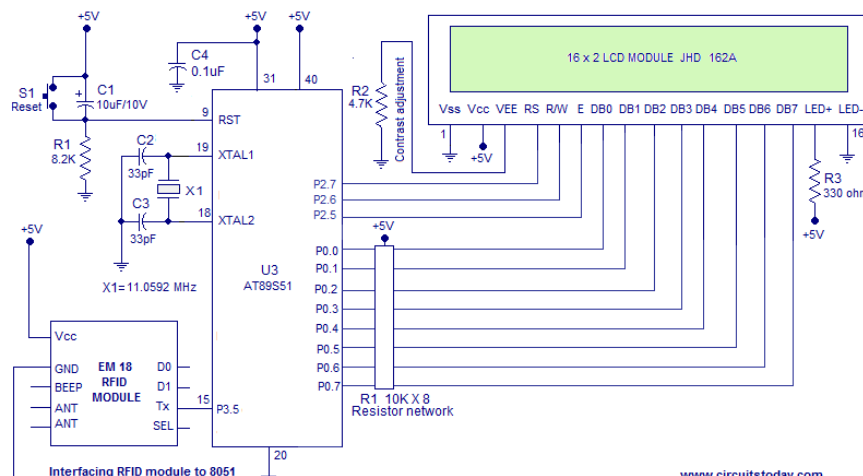 +5V
+5V
+5V
C4
0.1uF
31
40
S1
Reset
C1
+
10uF/10V
R1
8.2K
9
RST
C2
33pF
19
XTAL1
X1
C3
33pF
18
XTAL2
X1=11.0592 MHz
U3
AT89S51
R2
4.7K
Contrast adjustment
16 x 2 LCD MODULE JHD 162A
Vss Vcc VEE RS R/W E DB0 DB1 DB2 DB3 DB4 DB5 DB6 DB7 LED+ LED-
1
16
+5V
R3
330 ohm
+5V
P2.7
P2.6
P2.5
+5V
P0.0
P0.1
P0.2
P0.3
P0.4
P0.5
P0.6
P0.7
R1 10K X 8
Resistor network
+5V
Vcc
GND
BEEP
ANT
ANT
EM 18
RFID
MODULE
D0
D1
Tx
SEL
15
P3.5
20
Interfacing RFID module to 8051
www.circuitstoday.com